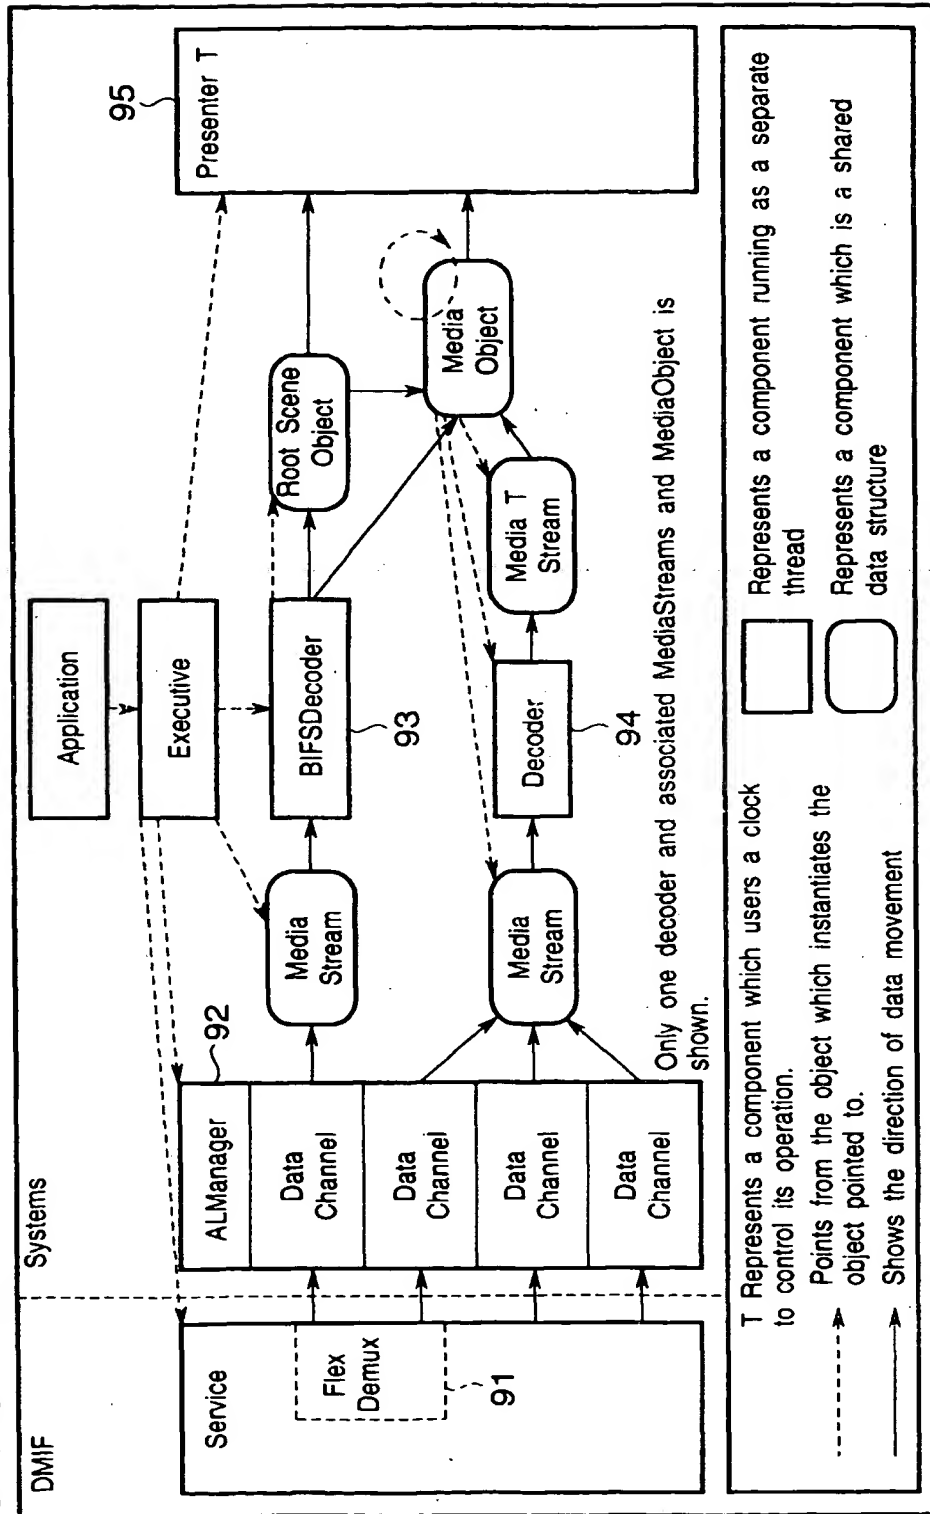 DMIF
Systems
Application
Executive
Service
Flex
Demux
91
ALManager
92
Data
Channel
Data
Channel
Data
Channel
Data
Channel
Media
Stream
BIFSDecoder
93
Root Scene
Object
Media
Stream
Decoder
94
Media T
Stream
Media
Object
Presenter T
95
Only one decoder and associated MediaStreams and MediaObject is
shown.
T Represents a component which users a clock
to control its operation.
Points from the object which instantiates the
object pointed to.
Shows the direction of data movement
Represents a component running as a separate
thread
Represents a component which is a shared
data structure